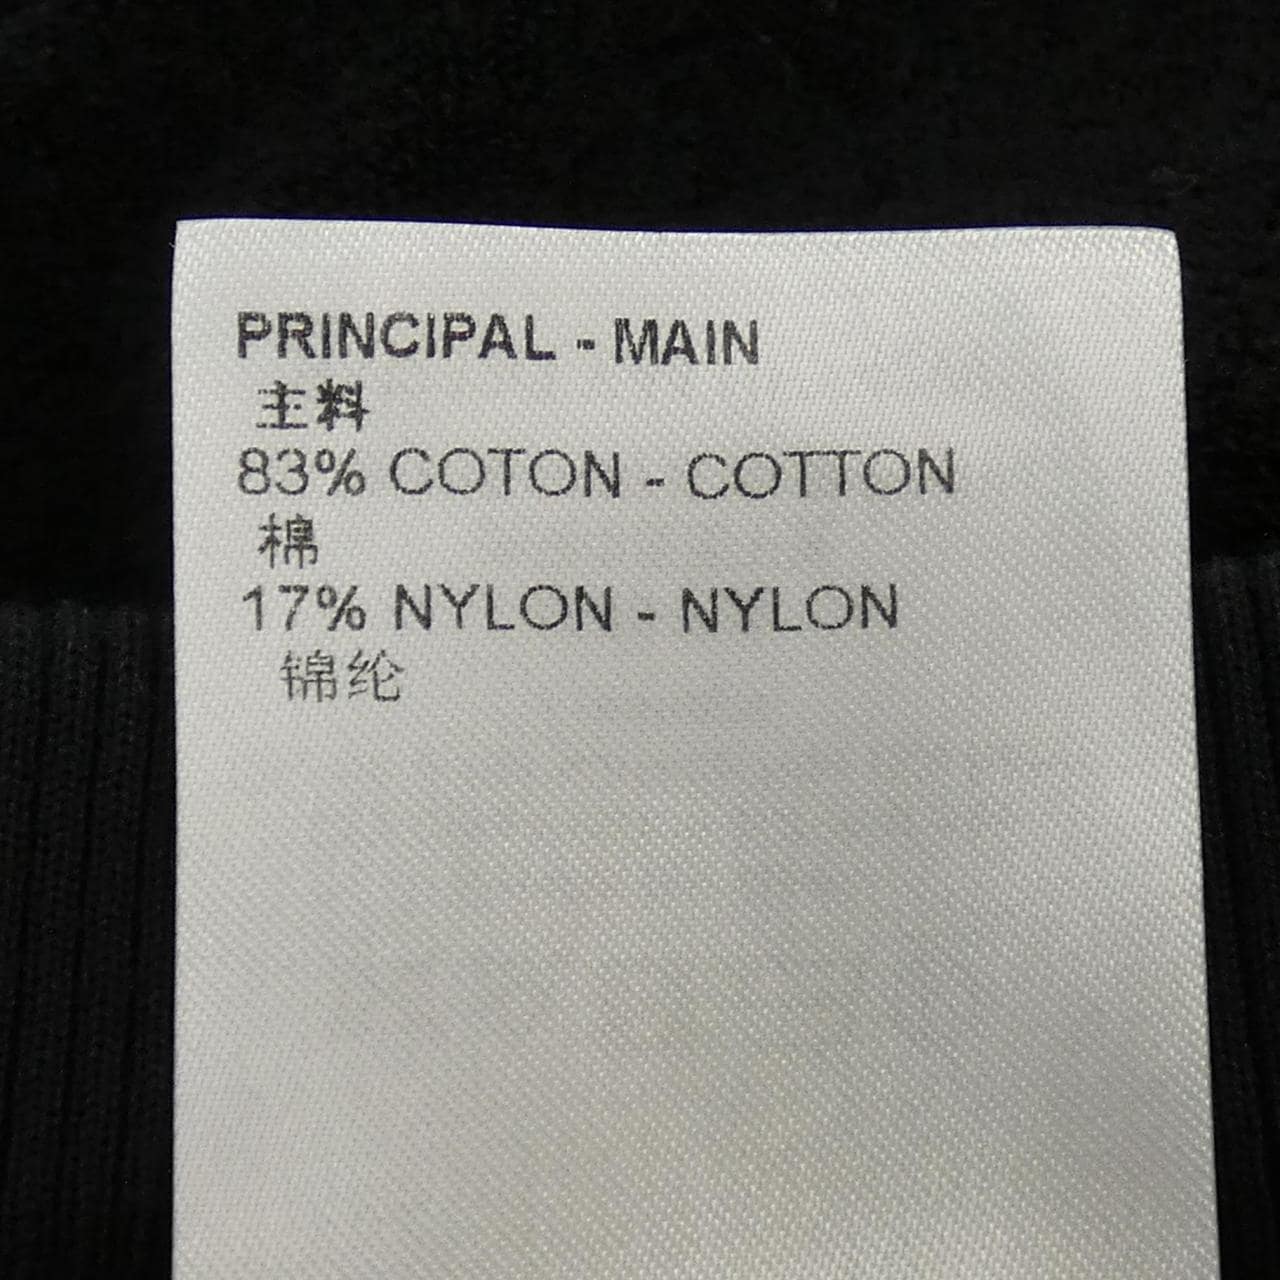 PRINCIPAL - MAIN
主料
83% COTON - COTTON
棉
17% NYLON - NYLON
锦纶